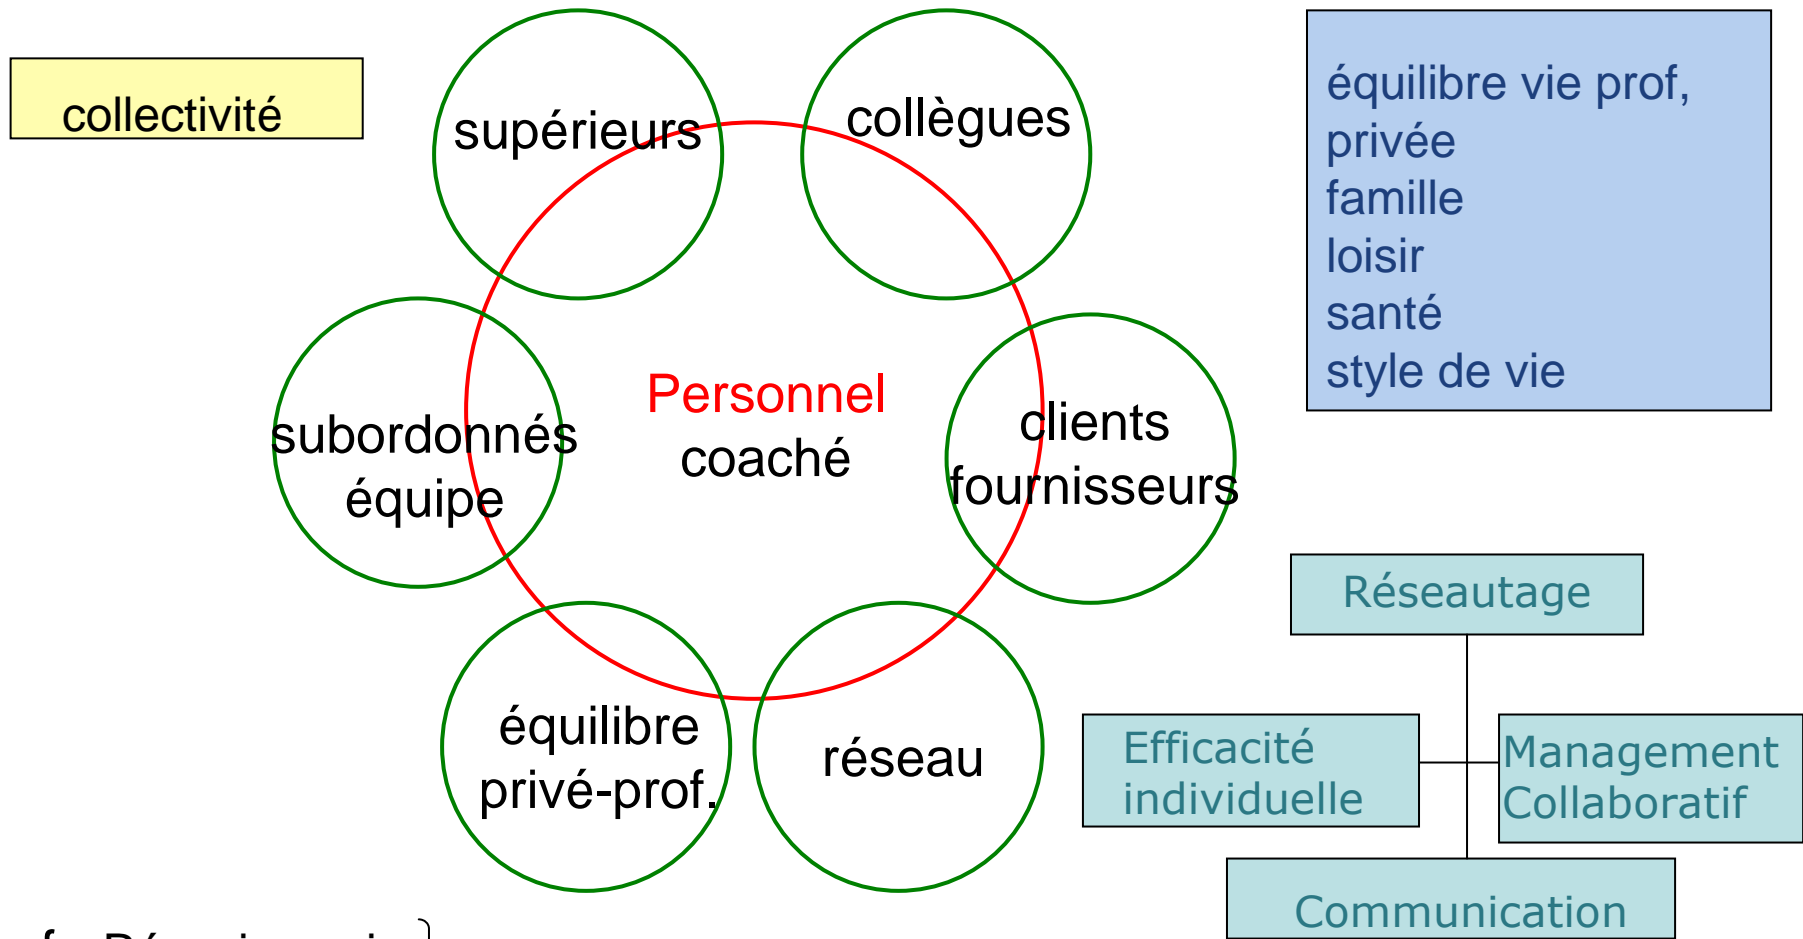 collectivité
supérieurs
collègues
équilibre vie prof,
privée
famille
loisir
santé
style de vie
subordonnés
équipe
Personnel
coaché
clients
fournisseurs
équilibre
privé-prof.
réseau
Réseautage
Efficacité
individuelle
Management
Collaboratif
Communication